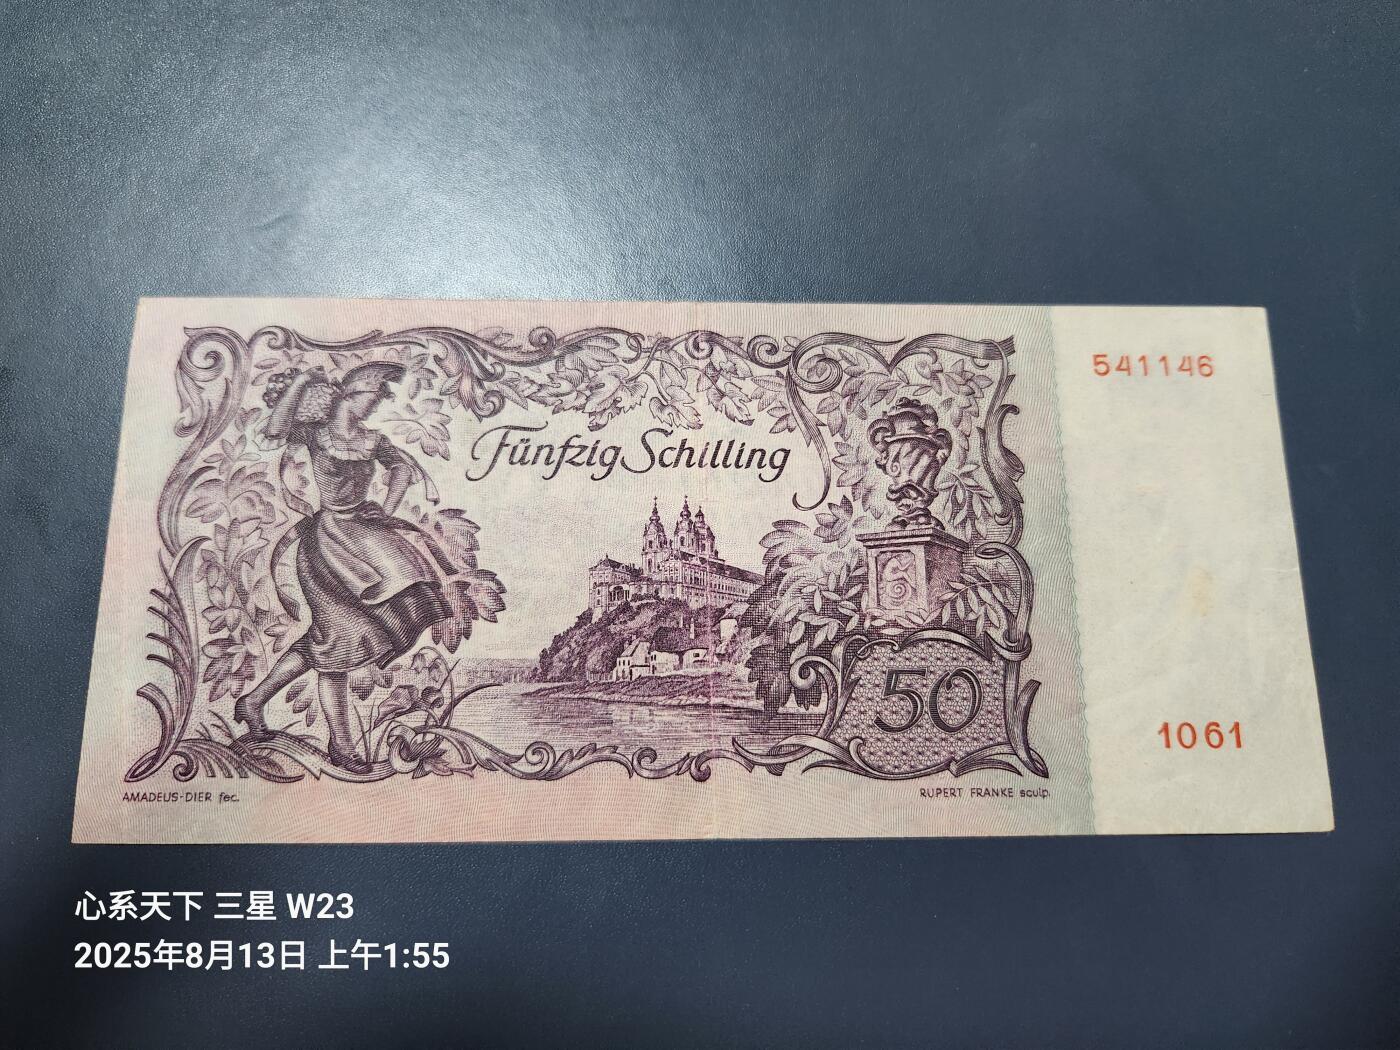 Fünfzig Schilling
541146
50
1061
AMADEUS-DIER fec.
RUPERT FRANKE sculp.
心系天下 三星 W23
2025年8月13日 上午1:55